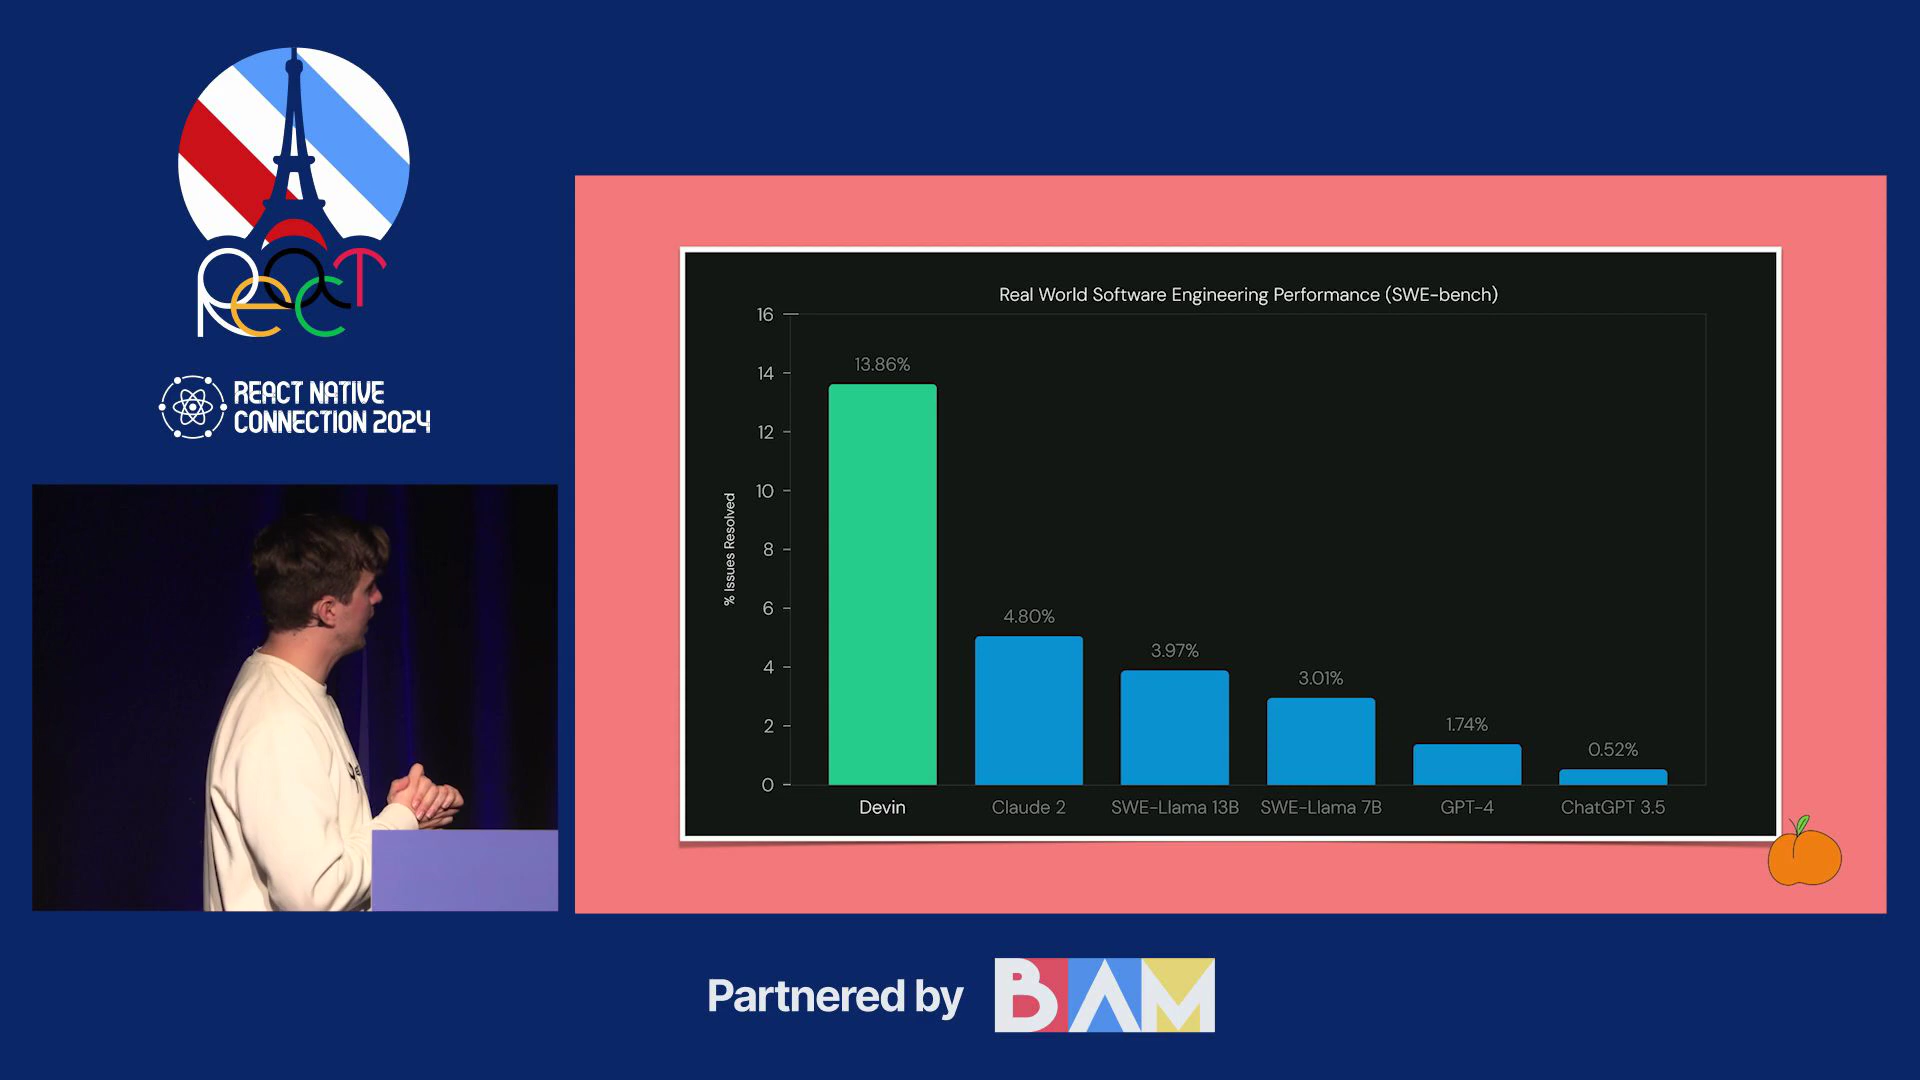 React
REACT NATIVE
CONNECTION 2024
Real World Software Engineering Performance (SWE-bench)
% Issues Resolved
16
14
12
10
8
6
4
2
0
13.86%
4.80%
3.97%
3.01%
1.74%
0.52%
Devin
Claude 2
SWE-Llama 13B
SWE-Llama 7B
GPT-4
ChatGPT 3.5
Partnered by
BAM